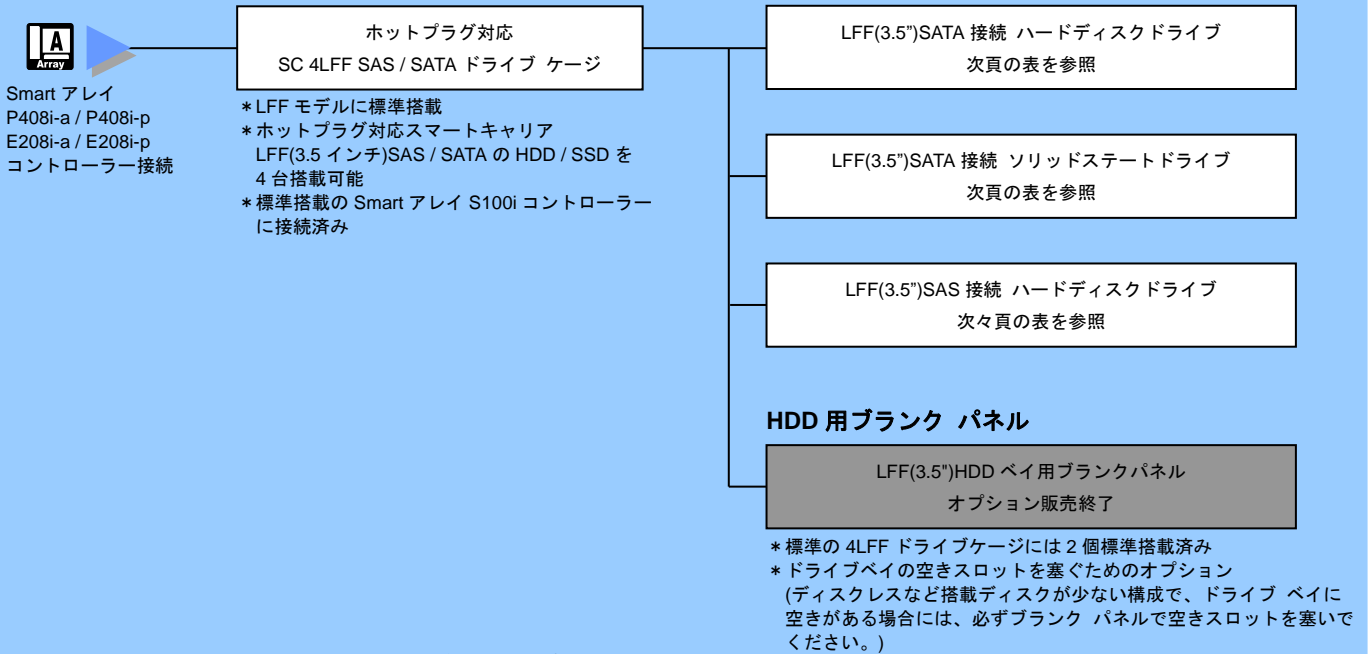 A
Array
Smart アレイ
P408i-a / P408i-p
E208i-a / E208i-p
コントローラー接続
ホットプラグ対応
SC 4LFF SAS / SATA ドライブ ケージ
*LFF モデルに標準搭載
*ホットプラグ対応スマートキャリア
LFF(3.5 インチ)SAS / SATA の HDD / SSD を
4 台搭載可能
*標準搭載の Smart アレイ S100i コントローラー
に接続済み
LFF(3.5”)SATA 接続 ハードディスクドライブ
次頁の表を参照
LFF(3.5”)SATA 接続 ソリッドステートドライブ
次頁の表を参照
LFF(3.5”)SAS 接続 ハードディスクドライブ
次々頁の表を参照
HDD 用ブランク パネル
LFF(3.5")HDD ベイ用ブランクパネル
オプション販売終了
*標準の 4LFF ドライブケージには 2 個標準搭載済み
*ドライブベイの空きスロットを塞ぐためのオプション
(ディスクレスなど搭載ディスクが少ない構成で、ドライブ ベイに
空きがある場合には、必ずブランク パネルで空きスロットを塞いで
ください。)